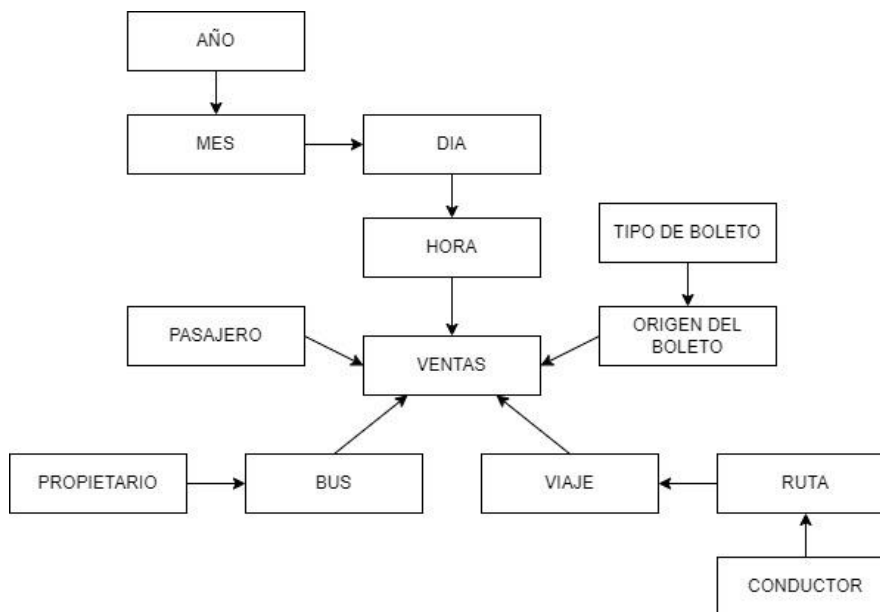 AÑO
MES
DIA
HORA
TIPO DE BOLETO
PASAJERO
VENTAS
ORIGEN DEL
BOLETO
PROPIETARIO
BUS
VIAJE
RUTA
CONDUCTOR